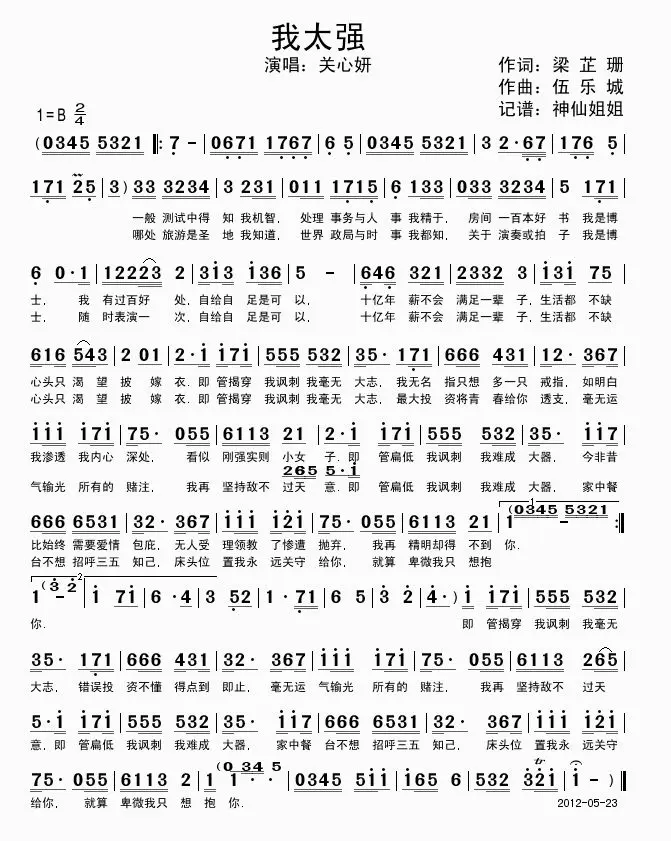 我太强
演唱：关心妍
作词：梁 芷 珊
作曲：伍 乐 城
记谱：神仙姐姐
1=B 2/4
(0345 5321 |: 7 - | 0671 1767 | 6 5 | 0345 5321 | 3 2·67 | 176 5 |
171 25 | 3) 33 3234 | 3 231 | 011 1715 | 6 133 | 033 3234 | 5 171 |
一般 测试中得 知 我机智， 处理 事务与人 事 我精于， 房间 一百本好 书 我是博
哪处 旅游是圣 地 我知道， 世界 政局与时 事 我都知， 关于 演奏或拍 子 我是博
6 0·1 | 12223 2 | 313 136 | 5 - | 646 321 | 2332 3 | 131 75 |
士， 我 有过百好 处，自给自 足是可 以， 十亿年 薪不会 满足一辈 子，生活都 不缺
士， 随 时表演一 次，自给自 足是可 以， 十亿年 薪不会 满足一辈 子，生活都 不缺
616 543 | 2 01 | 2·1 171 | 555 532 | 35· 171 | 666 431 | 12· 367 |
心头只 渴 望 披 嫁 衣．即 管揭穿 我讽刺 我毫无 大志，我无名 指只想 多一只 戒指，如明白
心头只 渴 望 披 嫁 衣．即 管揭穿 我讽刺 我毫无 大志，最大投 资将青 春给你 透支，毫无运
111 171 | 75· 055 | 6113 21 | 2·1 171 | 555 532 | 35· 117 |
我渗透 我内心 深处， 看似 刚强实则 小女 子．即 管扁低 我讽刺 我难成 大器， 今非昔
265 5·1
气输光 所有的 赌注， 我再 坚持敌不 过天 意．即 管扁低 我讽刺 我难成 大器， 家中餐
666 6531 | 32· 367 | 111 121 | 75· 055 | 6113 21 | 1 (0345 5321 - :|
比始终 需要爱情 包庇，无人受 理领教 了惨遭 抛弃， 我再 精明却得 不到 你．
台不想 招呼三五 知己，床头位 置我永 远关守 给你， 就算 卑微我只 想抱
1 - (3 2 | 1 71 | 6 ·4 | 3 52 | 1·71 | 6 5 | 3 2 | 4·) 1 171 | 555 532 |
你． 即 管揭穿 我讽刺 我毫无
35· 171 | 666 431 | 32· 367 | 111 171 | 75· 055 | 6113 265 |
大志， 错误投 资不懂 得点到 即止，毫无运 气输光 所有的 赌注， 我再 坚持敌不 过天
5·1 171 | 555 532 | 35· 117 | 666 6531 | 32· 367 | 111 121 |
意．即 管扁低 我讽刺 我难成 大器， 家中餐 台不想 招呼三五 知己，床头位 置我永 远关守
75· 055 | 6113 2 | 1 (0 34 5 1 · · | 0345 511 | 165 6 | 532 321 | 1 - ) ||
给你， 就算 卑微我只 想 抱 你．
2012-05-23